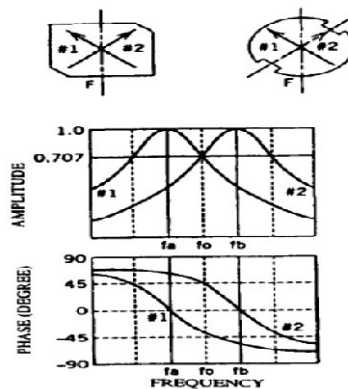 #1 #2
F
#1 #2
F
1.0
0.707
AMPLITUDE
#1 #2
fa fo fb
90
45
0
-45
-90
PHASE (DEGREE)
#1 #2
fa fo fb
FREQUENCY